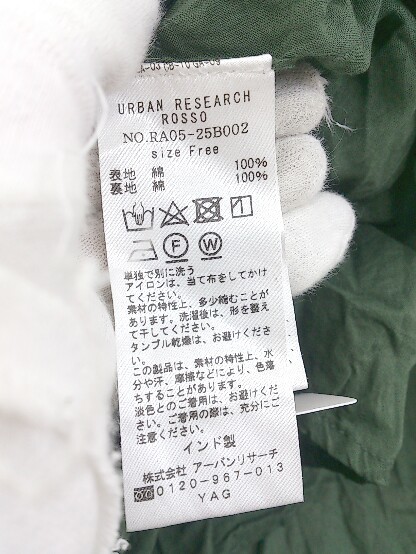 URBAN RESEARCH
ROSSO
NO.RA05-25B002
size Free
表地 綿 100%
裏地 綿 100%
F W
単独で別に洗う
アイロンは、当て布をしてかけ
てください。
素材の特性上、多少縮むことが
あります。洗濯後は、形を整え
て干してください。
タンブル乾燥は、お避けくださ
い。
この製品は、素材の特性上、水
分や汗、摩擦などにより、色落
ちすることがあります。
淡色とのご着用は、お避けくだ
さい。ご着用の際は、充分にご
注意ください。
インド製
株式会社 アーバンリサーチ
0120-967-013
YAG